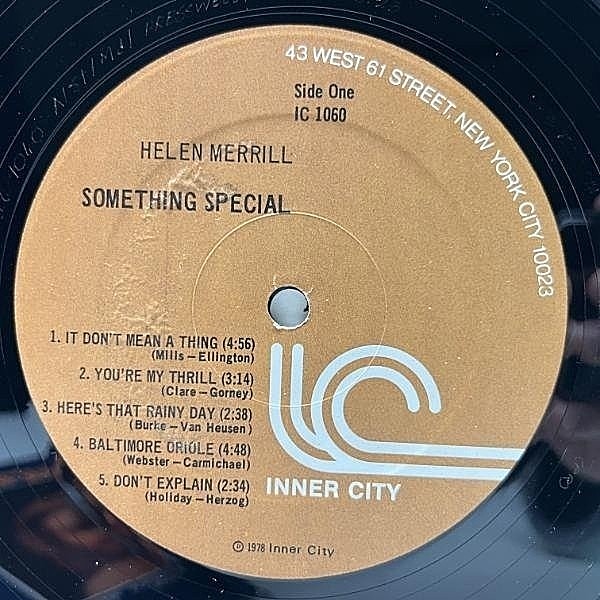 43 WEST 61 STREET, NEW YORK CITY 10023
Side One
IC 1060
HELEN MERRILL
SOMETHING SPECIAL
1. IT DON'T MEAN A THING (4:56)
(Mills–Ellington)
2. YOU'RE MY THRILL (3:14)
(Clare–Gorney)
3. HERE'S THAT RAINY DAY (2:38)
(Burke–Van Heusen)
4. BALTIMORE ORIOLE (4:48)
(Webster–Carmichael)
5. DON'T EXPLAIN (2:34)
(Holiday–Herzog)
INNER CITY
℗ 1978 Inner City